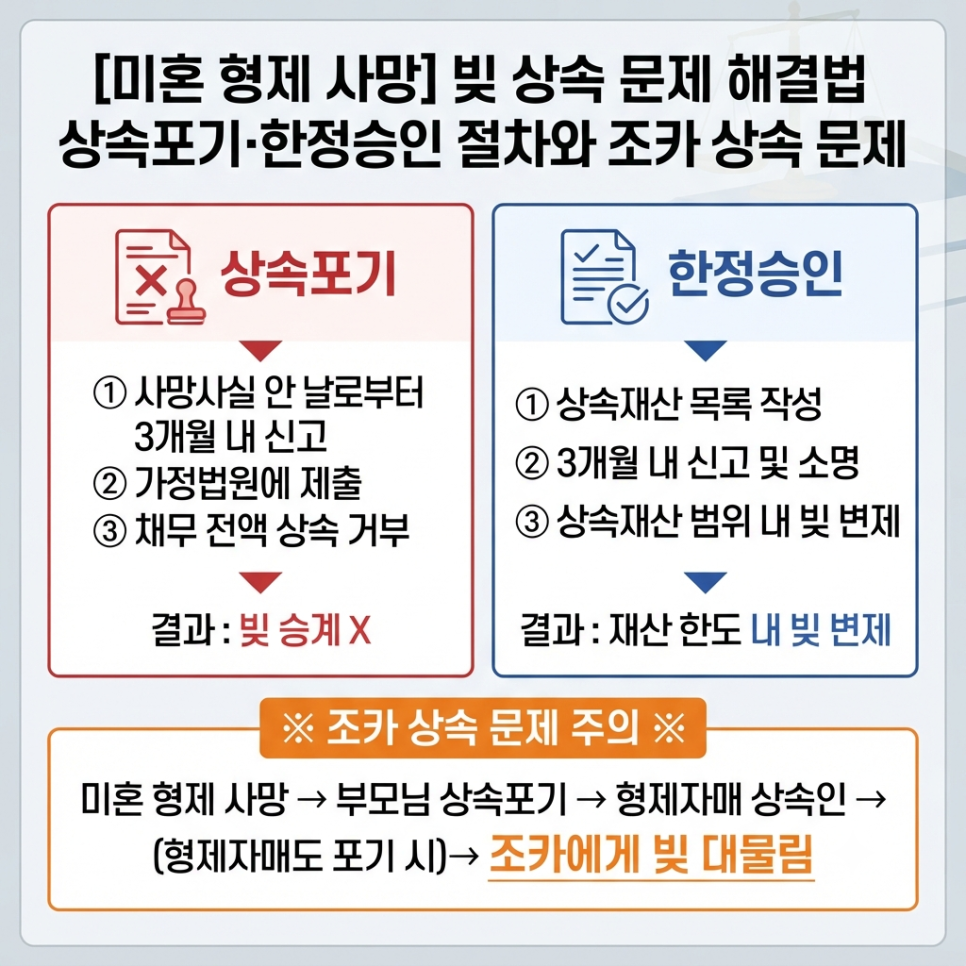 [미혼 형제 사망] 빚 상속 문제 해결법
상속포기·한정승인 절차와 조카 상속 문제
상속포기
① 사망사실 안 날로부터
3개월 내 신고
② 가정법원에 제출
③ 채무 전액 상속 거부
결과 : 빚 승계 X
한정승인
① 상속재산 목록 작성
② 3개월 내 신고 및 소명
③ 상속재산 범위 내 빚 변제
결과 : 재산 한도 내 빚 변제
※ 조카 상속 문제 주의 ※
미혼 형제 사망 → 부모님 상속포기 → 형제자매 상속인 →
(형제자매도 포기 시)→ 조카에게 빚 대물림